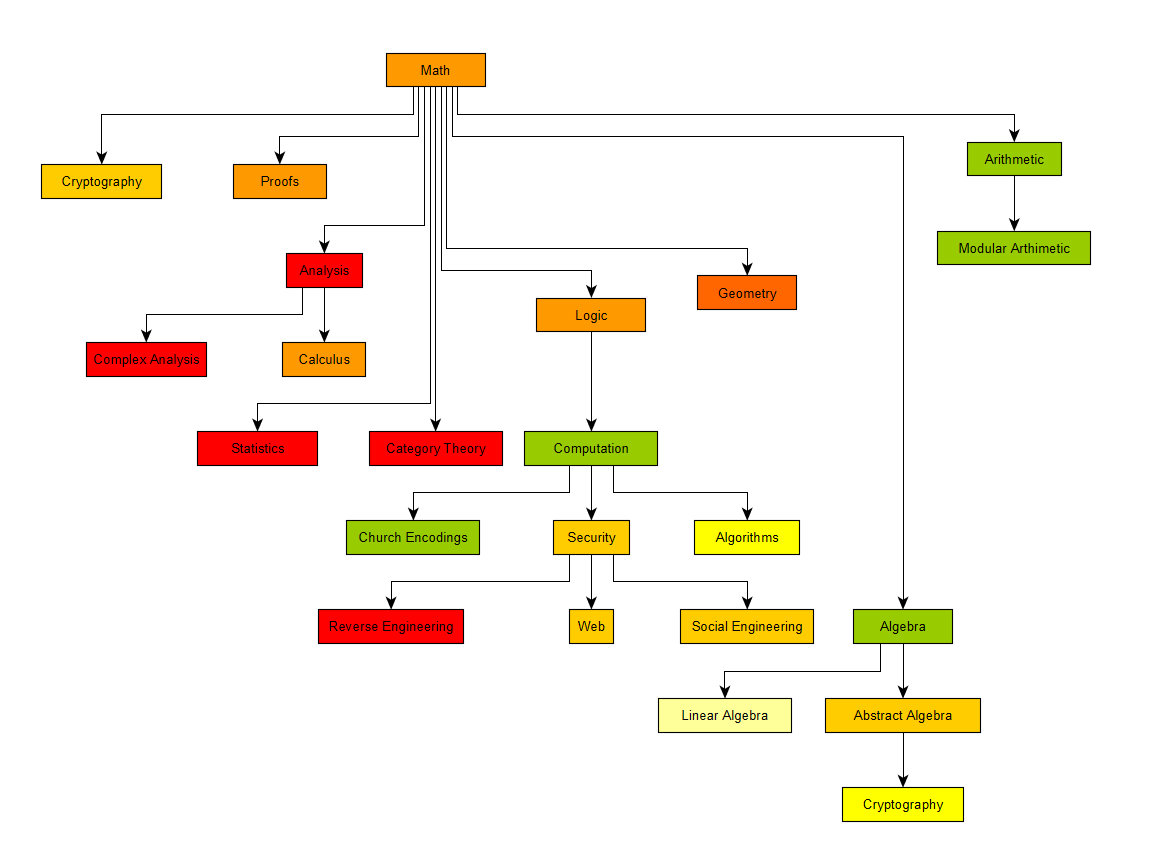 Math
Arithmetic
Cryptography
Proofs
Modular Arthimetic
Analysis
Geometry
Logic
Complex Analysis
Calculus
Statistics
Category Theory
Computation
Church Encodings
Security
Algorithms
Reverse Engineering
Web
Social Engineering
Algebra
Linear Algebra
Abstract Algebra
Cryptography